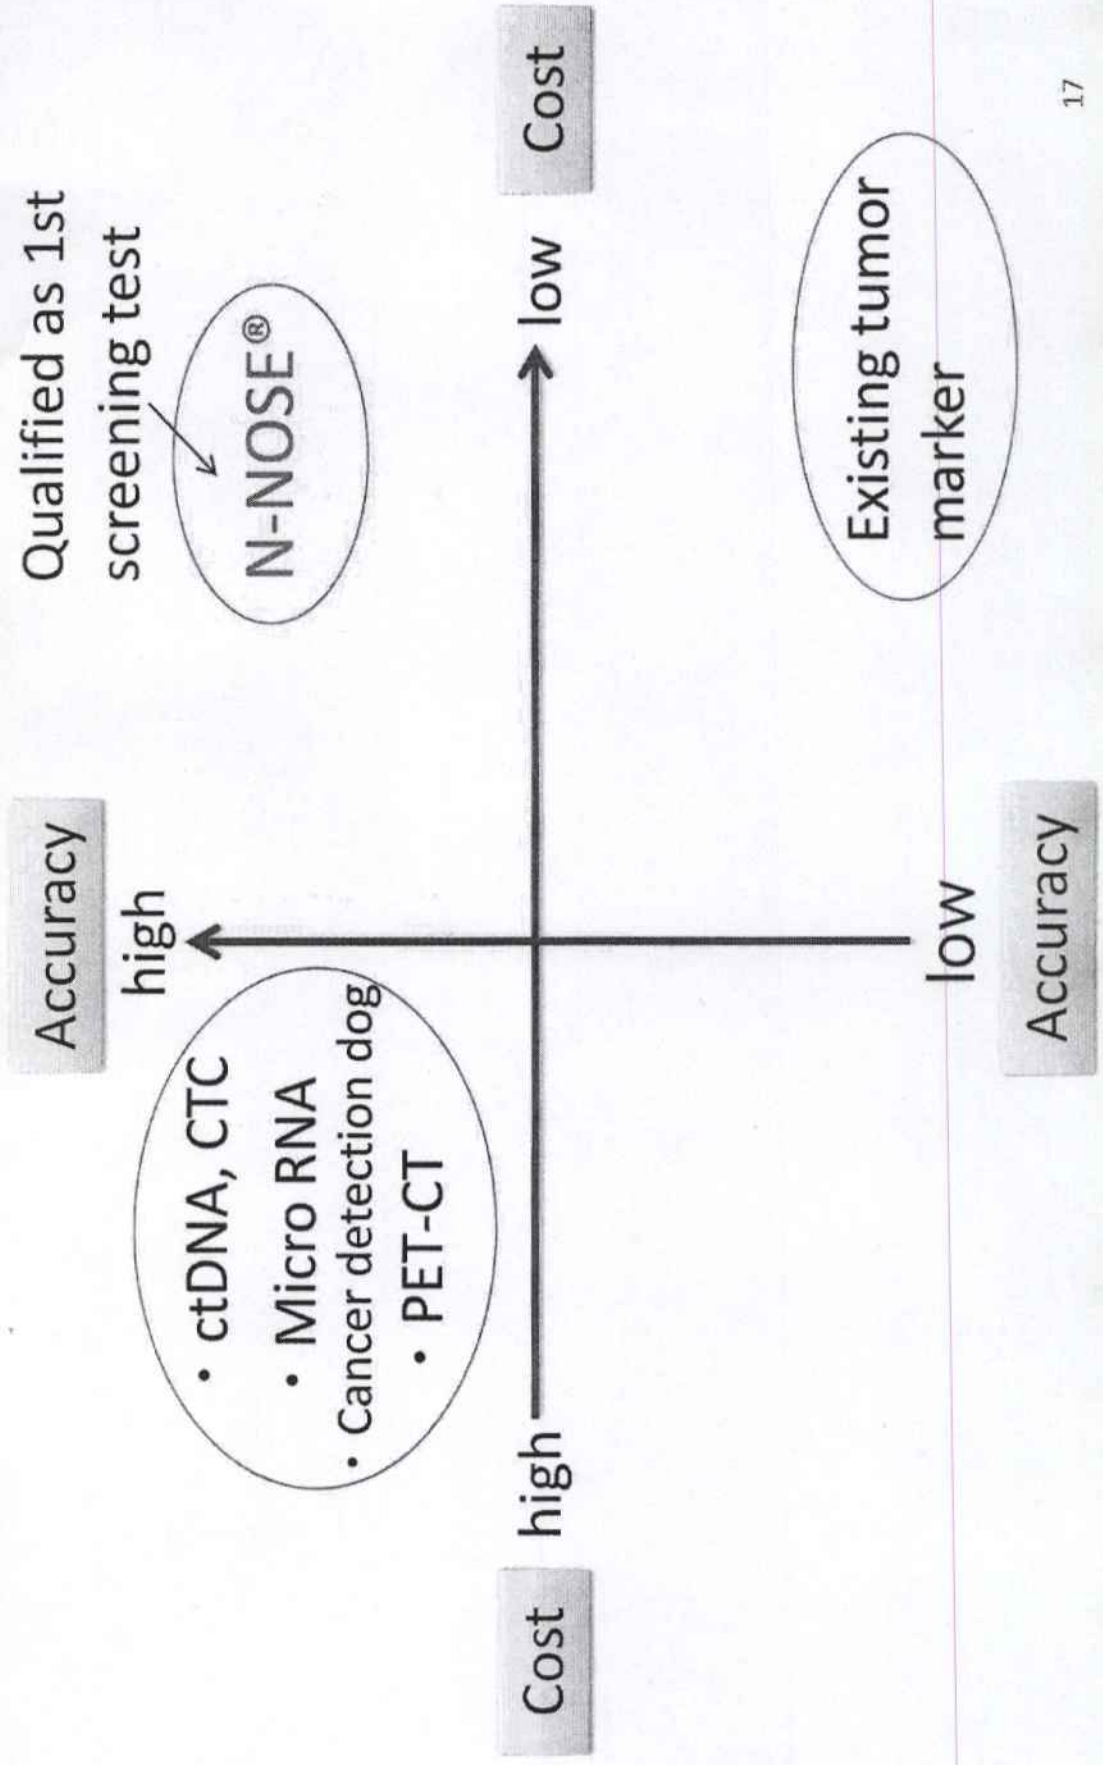 Accuracy
high
Qualified as 1st
screening test
N-NOSE®
• ctDNA, CTC
• Micro RNA
• Cancer detection dog
• PET-CT
Cost
high
low
Cost
Existing tumor
marker
low
Accuracy
17